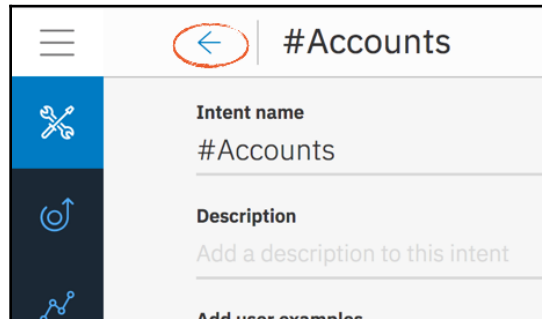 #Accounts
Intent name
#Accounts
Description
Add a description to this intent
Add user examples